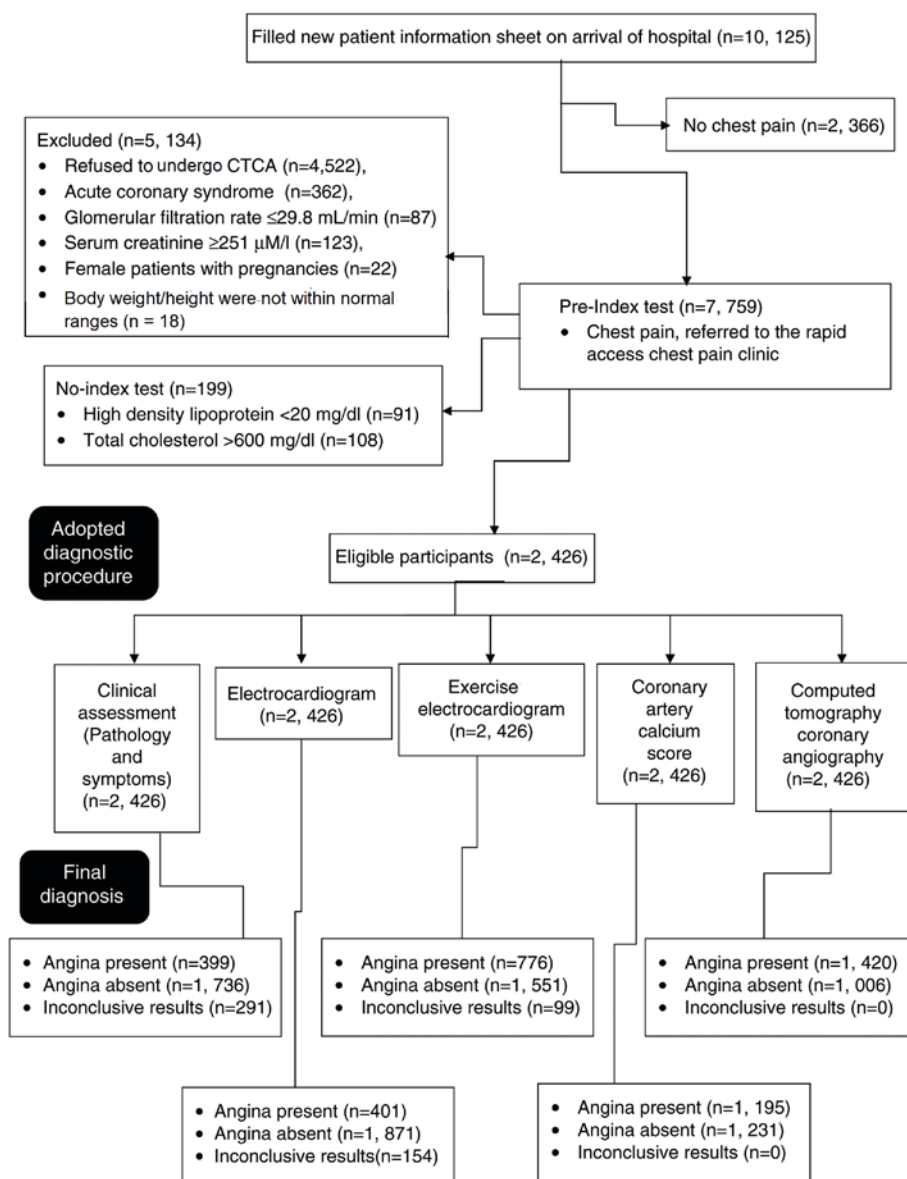 Filled new patient information sheet on arrival of hospital (n=10, 125)
No chest pain (n=2, 366)
Excluded (n=5, 134)
• Refused to undergo CTCA (n=4,522),
• Acute coronary syndrome (n=362),
• Glomerular filtration rate ≤29.8 mL/min (n=87)
• Serum creatinine ≥251 μM/l (n=123),
• Female patients with pregnancies (n=22)
• Body weight/height were not within normal
ranges (n = 18)
Pre-Index test (n=7, 759)
• Chest pain, referred to the rapid
access chest pain clinic
No-index test (n=199)
• High density lipoprotein <20 mg/dl (n=91)
• Total cholesterol >600 mg/dl (n=108)
Adopted
diagnostic
procedure
Eligible participants (n=2, 426)
Clinical
assessment
(Pathology
and
symptoms)
(n=2, 426)
Electrocardiogram
(n=2, 426)
Exercise
electrocardiogram
(n=2, 426)
Coronary
artery
calcium
score
(n=2, 426)
Computed
tomography
coronary
angiography
(n=2, 426)
Final
diagnosis
• Angina present (n=399)
• Angina absent (n=1, 736)
• Inconclusive results (n=291)
• Angina present (n=776)
• Angina absent (n=1, 551)
• Inconclusive results (n=99)
• Angina present (n=1, 420)
• Angina absent (n=1, 006)
• Inconclusive results (n=0)
• Angina present (n=401)
• Angina absent (n=1, 871)
• Inconclusive results(n=154)
• Angina present (n=1, 195)
• Angina absent (n=1, 231)
• Inconclusive results (n=0)